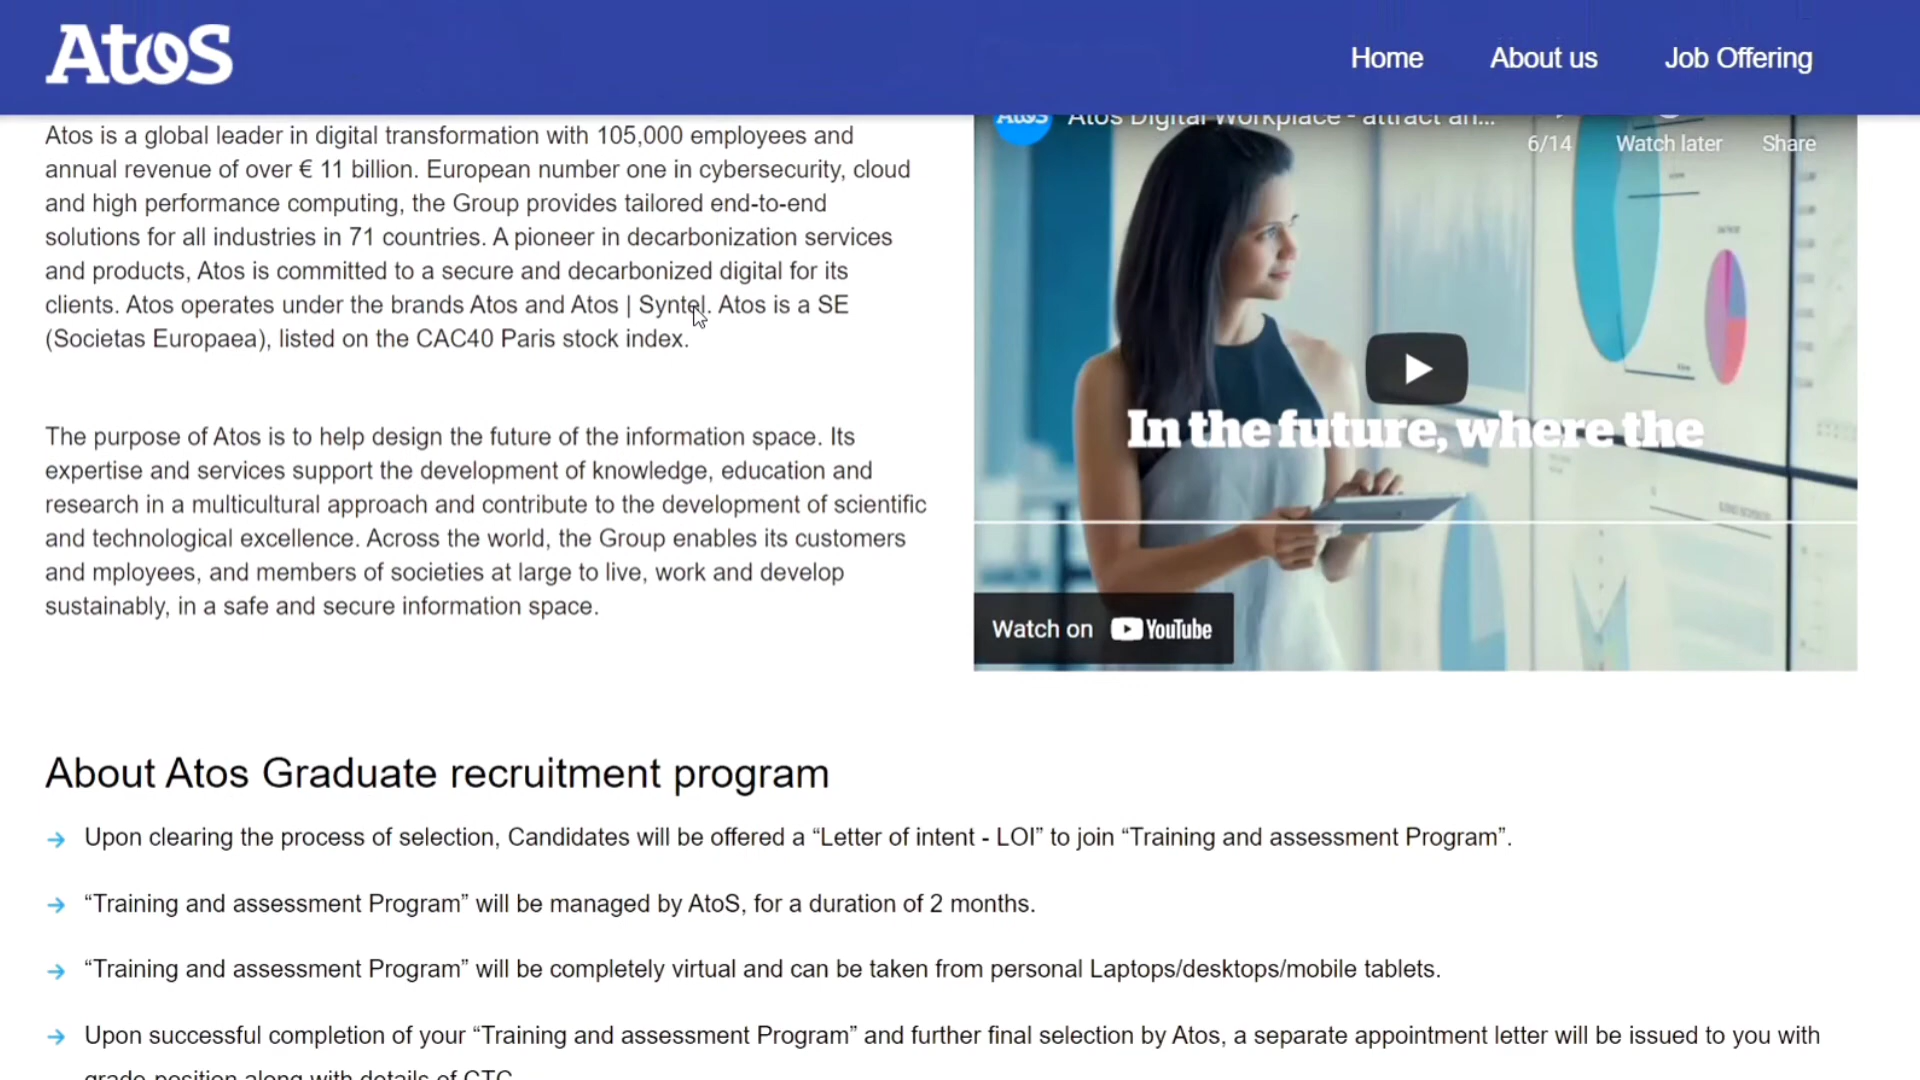 Atos
Home
About us
Job Offering
Atos is a global leader in digital transformation with 105,000 employees and
annual revenue of over € 11 billion. European number one in cybersecurity, cloud
and high performance computing, the Group provides tailored end-to-end
solutions for all industries in 71 countries. A pioneer in decarbonization services
and products, Atos is committed to a secure and decarbonized digital for its
clients. Atos operates under the brands Atos and Atos | Syntel. Atos is a SE
(Societas Europaea), listed on the CAC40 Paris stock index.
The purpose of Atos is to help design the future of the information space. Its
expertise and services support the development of knowledge, education and
research in a multicultural approach and contribute to the development of scientific
and technological excellence. Across the world, the Group enables its customers
and mployees, and members of societies at large to live, work and develop
sustainably, in a safe and secure information space.
Atos
Atos Digital Workplace - attract an...
6/14
Watch later
Share
In the future, where the
Watch on YouTube
About Atos Graduate recruitment program
Upon clearing the process of selection, Candidates will be offered a “Letter of intent - LOI” to join “Training and assessment Program”.
“Training and assessment Program” will be managed by AtoS, for a duration of 2 months.
“Training and assessment Program” will be completely virtual and can be taken from personal Laptops/desktops/mobile tablets.
Upon successful completion of your “Training and assessment Program” and further final selection by Atos, a separate appointment letter will be issued to you with
grade position along with details of CTC